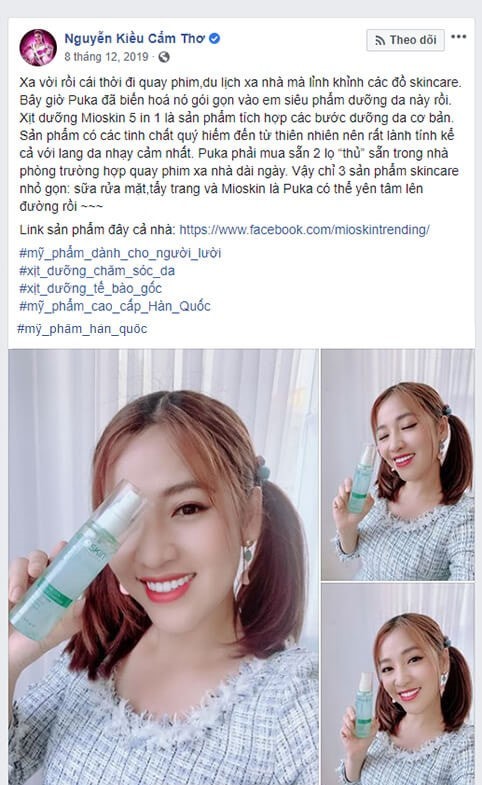 Nguyễn Kiều Cẩm Thơ
Theo dõi
8 tháng 12, 2019
Xa vời rồi cái thời đi quay phim,du lịch xa nhà mà lỉnh khỉnh các đồ skincare.
Bây giờ Puka đã biến hoá nó gói gọn vào em siêu phẩm dưỡng da này rồi.
Xịt dưỡng Mioskin 5 in 1 là sản phẩm tích hợp các bước dưỡng da cơ bản.
Sản phẩm có các tinh chất quý hiếm đến từ thiên nhiên nên rất lành tính kể
cả với lang da nhạy cảm nhất. Puka phải mua sẵn 2 lọ “thủ” sẵn trong nhà
phòng trường hợp quay phim xa nhà dài ngày. Vậy chỉ 3 sản phẩm skincare
nhỏ gọn: sữa rửa mặt,tẩy trang và Mioskin là Puka có thể yên tâm lên
đường rồi ~~~
Link sản phẩm đây cả nhà: https://www.facebook.com/mioskintrending/
#mỹ_phẩm_dành_cho_người_lười
#xịt_dưỡng_chăm_sóc_da
#xịt_dưỡng_tế_bào_gốc
#mỹ_phẩm_cao_cấp_Hàn_Quốc
#mỹ_phẩm_hàn_quốc